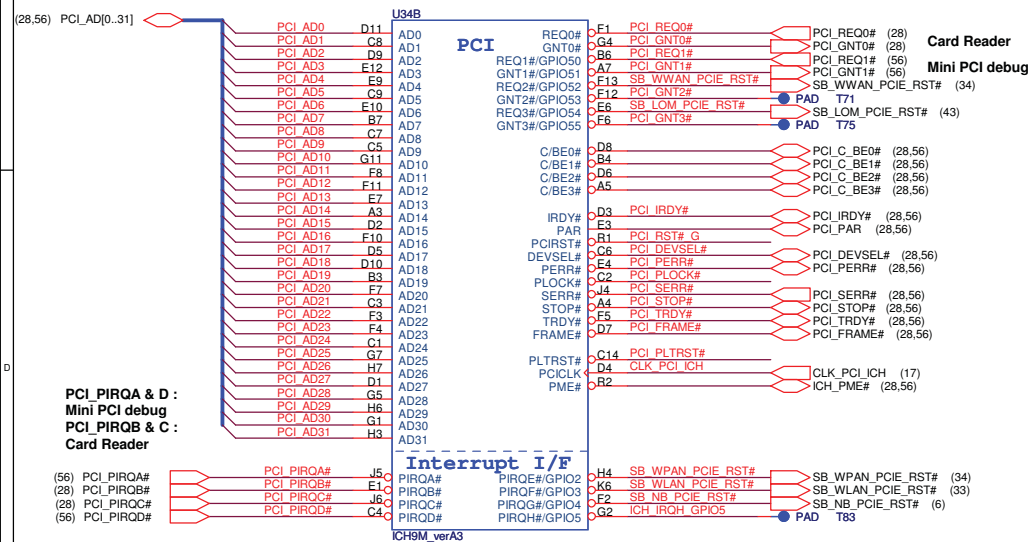 (28,56) PCI_AD[0..31]
U34B
PCI
PCI_AD0 D11 AD0
PCI_AD1 C8 AD1
PCI_AD2 D9 AD2
PCI_AD3 E12 AD3
PCI_AD4 E9 AD4
PCI_AD5 C9 AD5
PCI_AD6 E10 AD6
PCI_AD7 B7 AD7
PCI_AD8 C7 AD8
PCI_AD9 C5 AD9
PCI_AD10 G11 AD10
PCI_AD11 F8 AD11
PCI_AD12 F11 AD12
PCI_AD13 E7 AD13
PCI_AD14 A3 AD14
PCI_AD15 D2 AD15
PCI_AD16 F10 AD16
PCI_AD17 D5 AD17
PCI_AD18 D10 AD18
PCI_AD19 B3 AD19
PCI_AD20 F7 AD20
PCI_AD21 C3 AD21
PCI_AD22 F3 AD22
PCI_AD23 F4 AD23
PCI_AD24 C1 AD24
PCI_AD25 G7 AD25
PCI_AD26 H7 AD26
PCI_AD27 D1 AD27
PCI_AD28 G5 AD28
PCI_AD29 H6 AD29
PCI_AD30 G1 AD30
PCI_AD31 H3 AD31
REQ0# F1 PCI_REQ0# PCI_REQ0# (28)
GNT0# G4 PCI_GNT0# PCI_GNT0# (28)
REQ1#/GPIO50 B6 PCI_REQ1# PCI_REQ1# (56)
GNT1#/GPIO51 A7 PCI_GNT1# PCI_GNT1# (56)
REQ2#/GPIO52 F13 SB_WWAN_PCIE_RST# SB_WWAN_PCIE_RST# (34)
GNT2#/GPIO53 F12 PCI_GNT2# PAD T71
REQ3#/GPIO54 E6 SB_LOM_PCIE_RST# SB_LOM_PCIE_RST# (43)
GNT3#/GPIO55 F6 PCI_GNT3# PAD T75
Card Reader
Mini PCI debug
C/BE0# D8 PCI_C_BE0# (28,56)
C/BE1# B4 PCI_C_BE1# (28,56)
C/BE2# D6 PCI_C_BE2# (28,56)
C/BE3# A5 PCI_C_BE3# (28,56)
IRDY# D3 PCI_IRDY# PCI_IRDY# (28,56)
PAR E3 PCI_PAR (28,56)
PCIRST# R1 PCI_RST#_G
DEVSEL# C6 PCI_DEVSEL# PCI_DEVSEL# (28,56)
PERR# E4 PCI_PERR# PCI_PERR# (28,56)
PLOCK# C2 PCI_PLOCK#
SERR# J4 PCI_SERR# PCI_SERR# (28,56)
STOP# A4 PCI_STOP# PCI_STOP# (28,56)
TRDY# F5 PCI_TRDY# PCI_TRDY# (28,56)
FRAME# D7 PCI_FRAME# PCI_FRAME# (28,56)
PLTRST# C14 PCI_PLTRST#
PCICLK D4 CLK_PCI_ICH CLK_PCI_ICH (17)
PME# R2 ICH_PME# (28,56)
D
PCI_PIRQA & D :
Mini PCI debug
PCI_PIRQB & C :
Card Reader
Interrupt I/F
(56) PCI_PIRQA# PCI_PIRQA# J5 PIRQA#
(28) PCI_PIRQB# PCI_PIRQB# E1 PIRQB#
(28) PCI_PIRQC# PCI_PIRQC# J6 PIRQC#
(56) PCI_PIRQD# PCI_PIRQD# C4 PIRQD#
PIRQE#/GPIO2 H4 SB_WPAN_PCIE_RST# SB_WPAN_PCIE_RST# (34)
PIRQF#/GPIO3 K6 SB_WLAN_PCIE_RST# SB_WLAN_PCIE_RST# (33)
PIRQG#/GPIO4 F2 SB_NB_PCIE_RST# SB_NB_PCIE_RST# (6)
PIRQH#/GPIO5 G2 ICH_IRQH_GPIO5 PAD T83
ICH9M_verA3